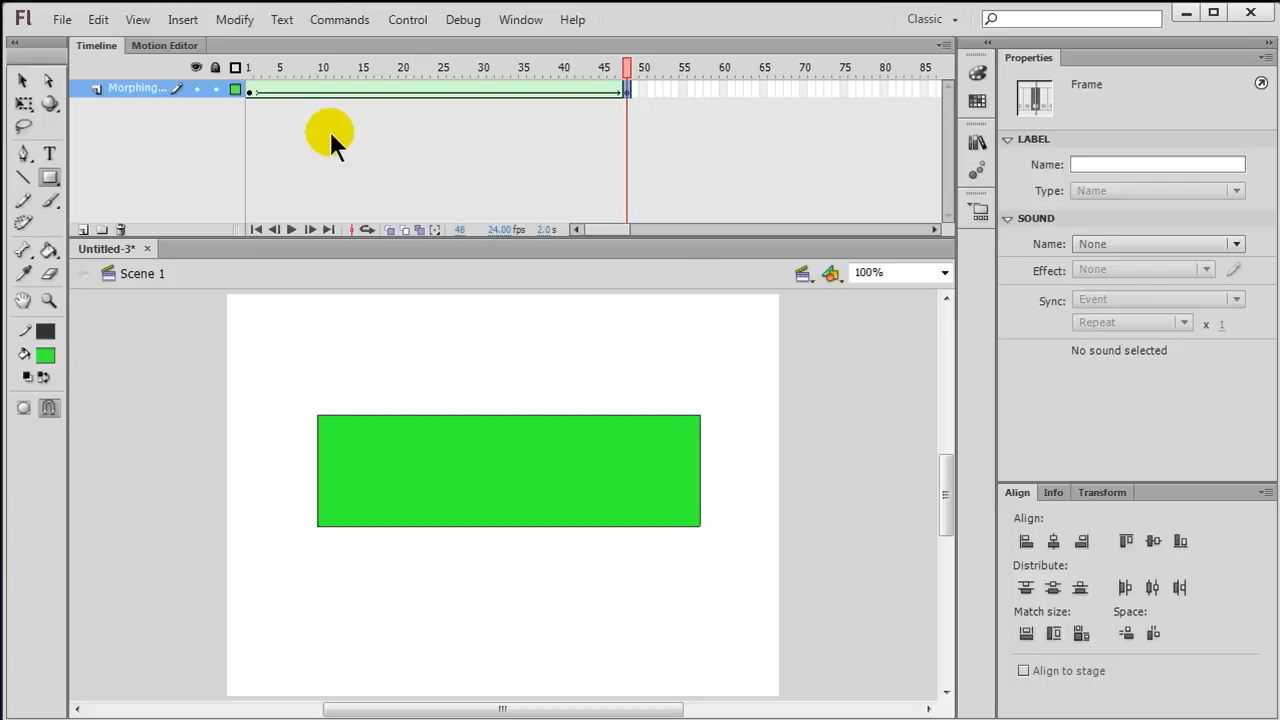 Fl File Edit View Insert Modify Text Commands Control Debug Window Help Classic
Timeline Motion Editor
1 5 10 15 20 25 30 35 40 45 50 55 60 65 70 75 80 85
Morphing...
48 24.00 fps 2.0 s
Untitled-3*
Scene 1
100%
T
Properties
Frame
LABEL
Name:
Type: Name
SOUND
Name: None
Effect: None
Sync: Event
Repeat x 1
No sound selected
Align Info Transform
Align:
Distribute:
Match size: Space:
Align to stage